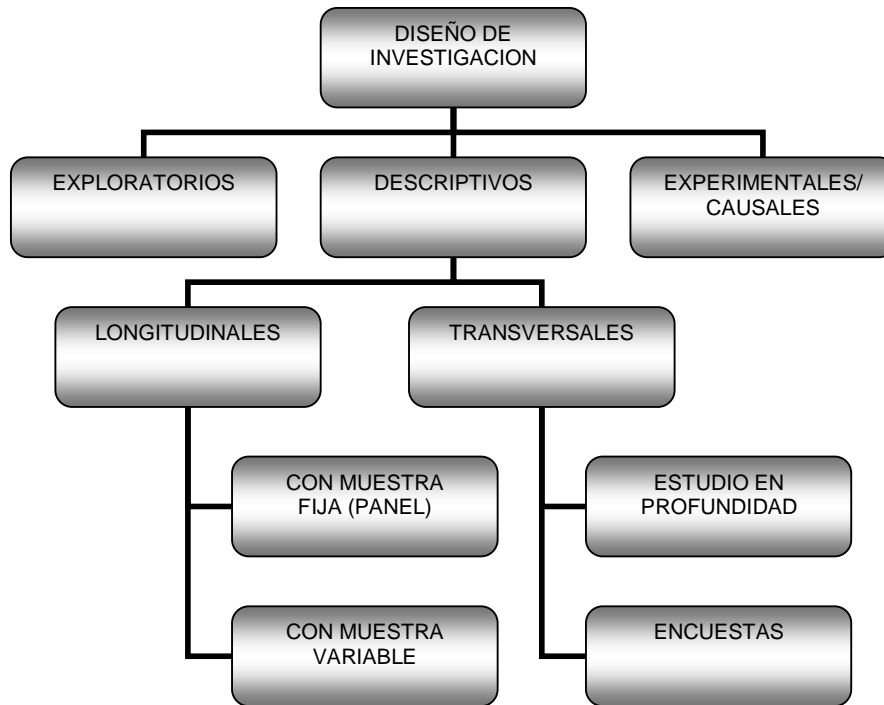 DISEÑO DE
INVESTIGACION
EXPLORATORIOS
DESCRIPTIVOS
EXPERIMENTALES/
CAUSALES
LONGITUDINALES
TRANSVERSALES
CON MUESTRA
FIJA (PANEL)
ESTUDIO EN
PROFUNDIDAD
CON MUESTRA
VARIABLE
ENCUESTAS